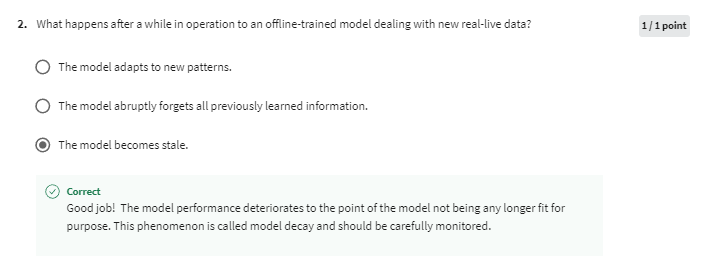 2. What happens after a while in operation to an offline-trained model dealing with new real-live data?
1 / 1 point
The model adapts to new patterns.
The model abruptly forgets all previously learned information.
The model becomes stale.
Correct
Good job! The model performance deteriorates to the point of the model not being any longer fit for
purpose. This phenomenon is called model decay and should be carefully monitored.